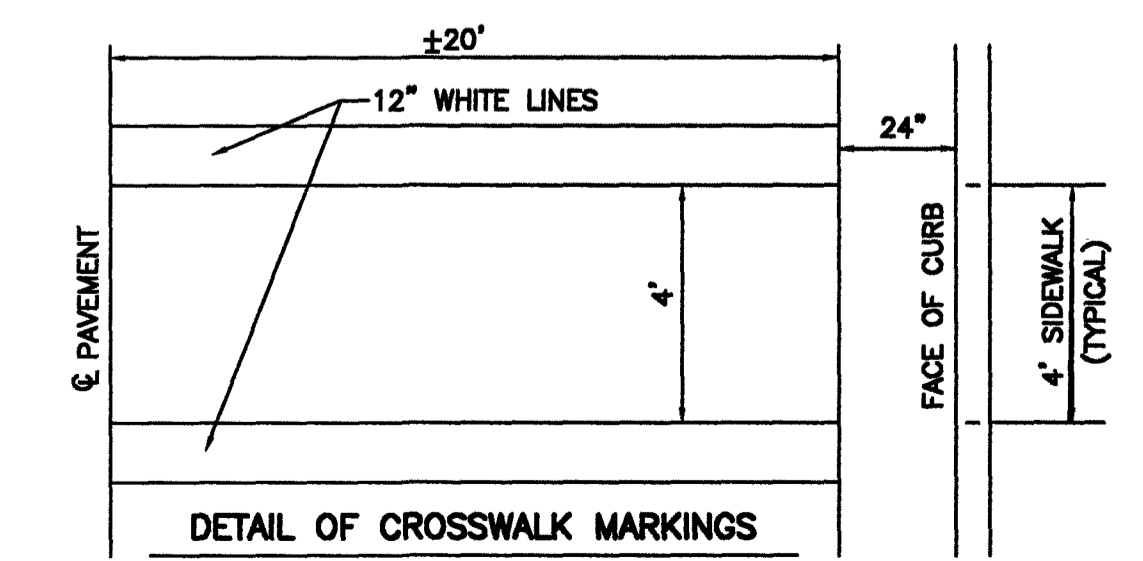 ±20'
12" WHITE LINES
24"
℄ PAVEMENT
4'
FACE OF CURB
4' SIDEWALK
(TYPICAL)
DETAIL OF CROSSWALK MARKINGS